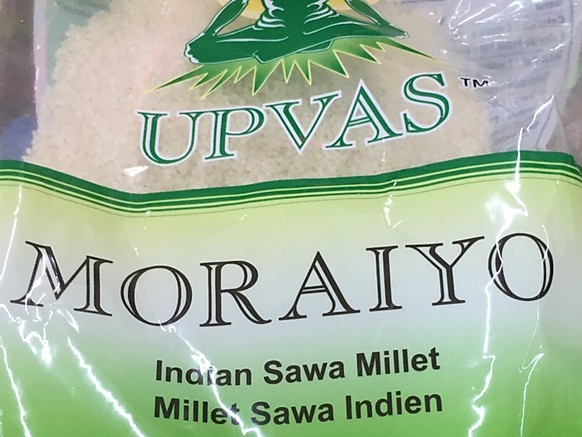 UPVAS™
MORAIYO
Indian Sawa Millet
Millet Sawa Indien